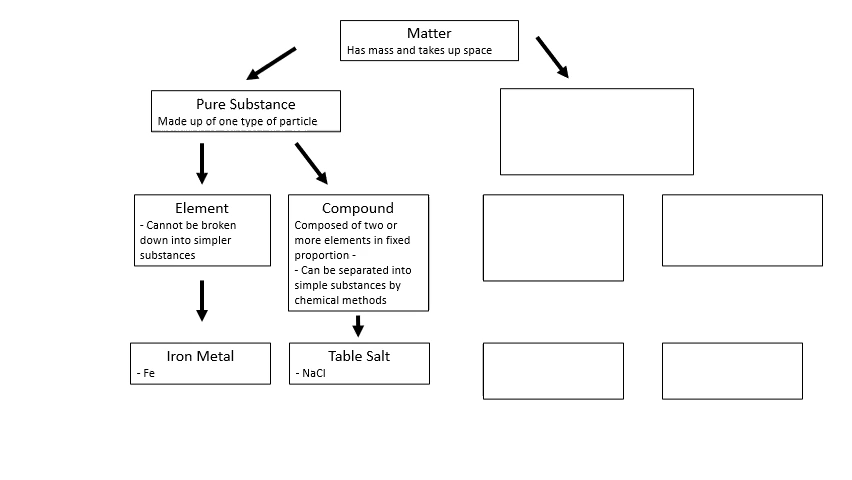 Matter
Has mass and takes up space
Pure Substance
Made up of one type of particle
Element
- Cannot be broken
down into simpler
substances
Compound
Composed of two or
more elements in fixed
proportion -
- Can be separated into
simple substances by
chemical methods
Iron Metal
- Fe
Table Salt
- NaCl